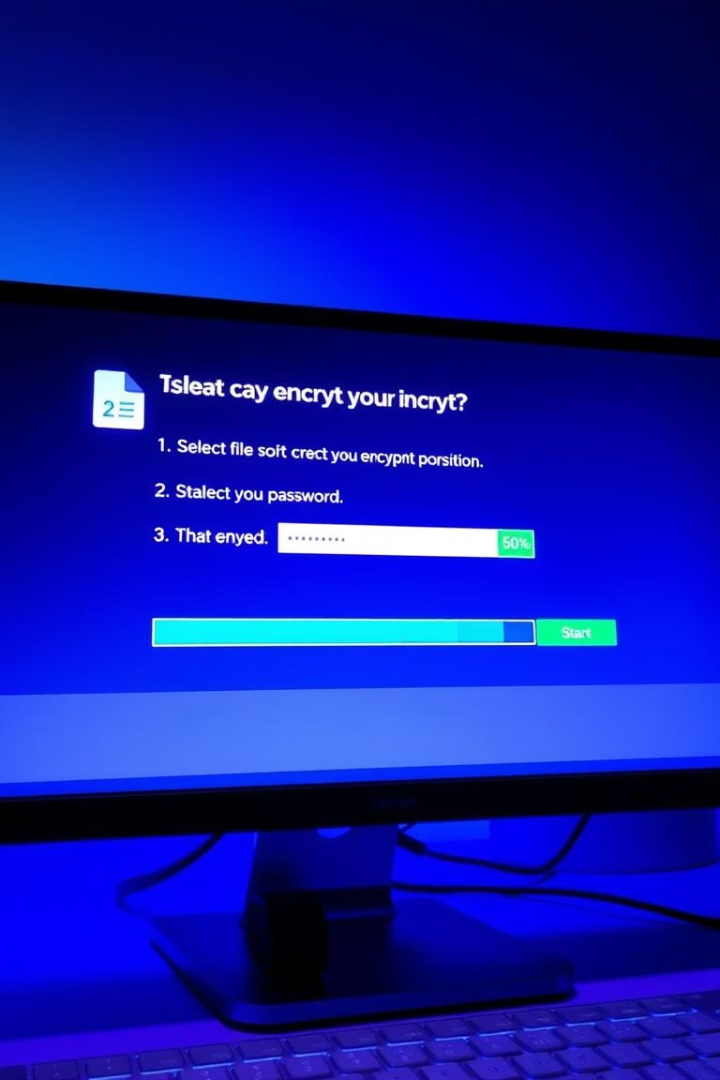 2
Tsleat cay encryt your incryt?
1. Select file soit crect you encypnt porsition.
2. Stalect you password.
3. That enyed. ••••••••• 50%
Start